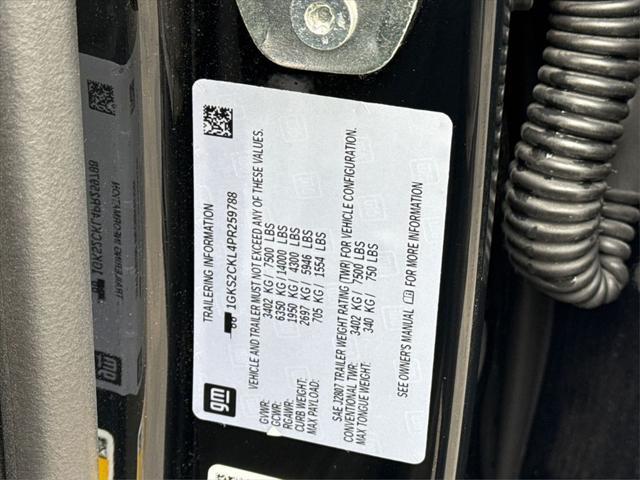 TRAILERING INFORMATION
1GKS2CKL4PR259788
VEHICLE AND TRAILER MUST NOT EXCEED ANY OF THESE VALUES.
GVWR: 3402 KG / 7500 LBS
GCWR: 6350 KG / 14000 LBS
RGAWR: 1950 KG / 4300 LBS
CURB WEIGHT: 2697 KG / 5946 LBS
MAX PAYLOAD: 705 KG / 1554 LBS
SAE J2807 TRAILER WEIGHT RATING (TWR) FOR VEHICLE CONFIGURATION.
CONVENTIONAL TWR: 3402 KG / 7500 LBS
MAX TONGUE WEIGHT: 340 KG / 750 LBS
SEE OWNER'S MANUAL FOR MORE INFORMATION
gm